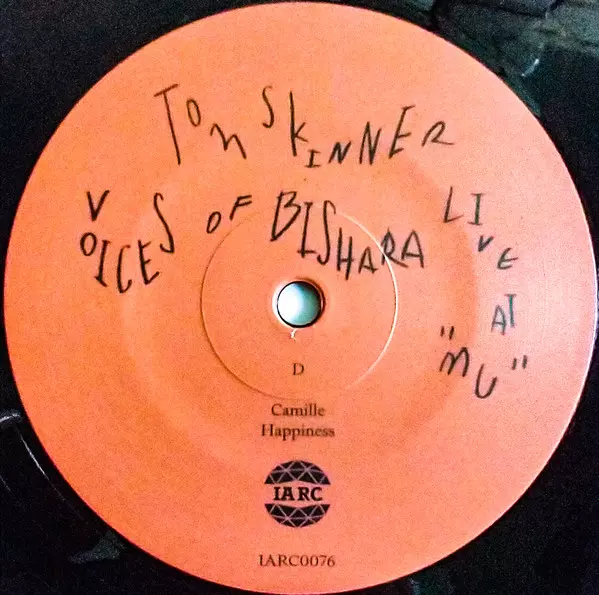 TOM SKINNER
VOICES OF BISHARA LIVE AT "MU"
D
Camille
Happiness
IARC
IARC0076